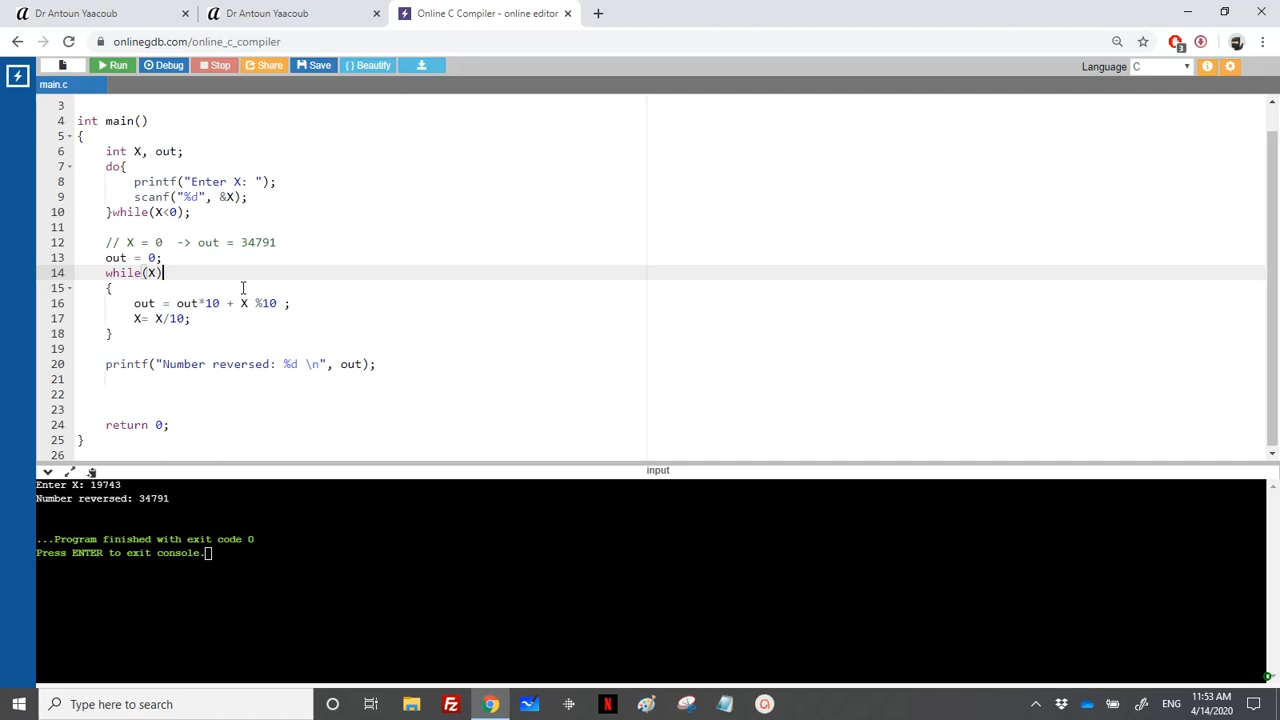 Dr Antoun Yaacoub
Dr Antoun Yaacoub
Online C Compiler - online editor
onlinegdb.com/online_c_compiler
3
Run
Debug
Stop
Share
Save
{ } Beautify
Language C
main.c
3
4 int main()
5 {
6 int X, out;
7 do{
8 printf("Enter X: ");
9 scanf("%d", &X);
10 }while(X<0);
11
12 // X = 0 -> out = 34791
13 out = 0;
14 while(X)
15 {
16 out = out*10 + X %10 ;
17 X= X/10;
18 }
19
20 printf("Number reversed: %d \n", out);
21
22
23
24 return 0;
25 }
26
input
Enter X: 19743
Number reversed: 34791
...Program finished with exit code 0
Press ENTER to exit console.
Type here to search
ENG
11:53 AM
4/14/2020